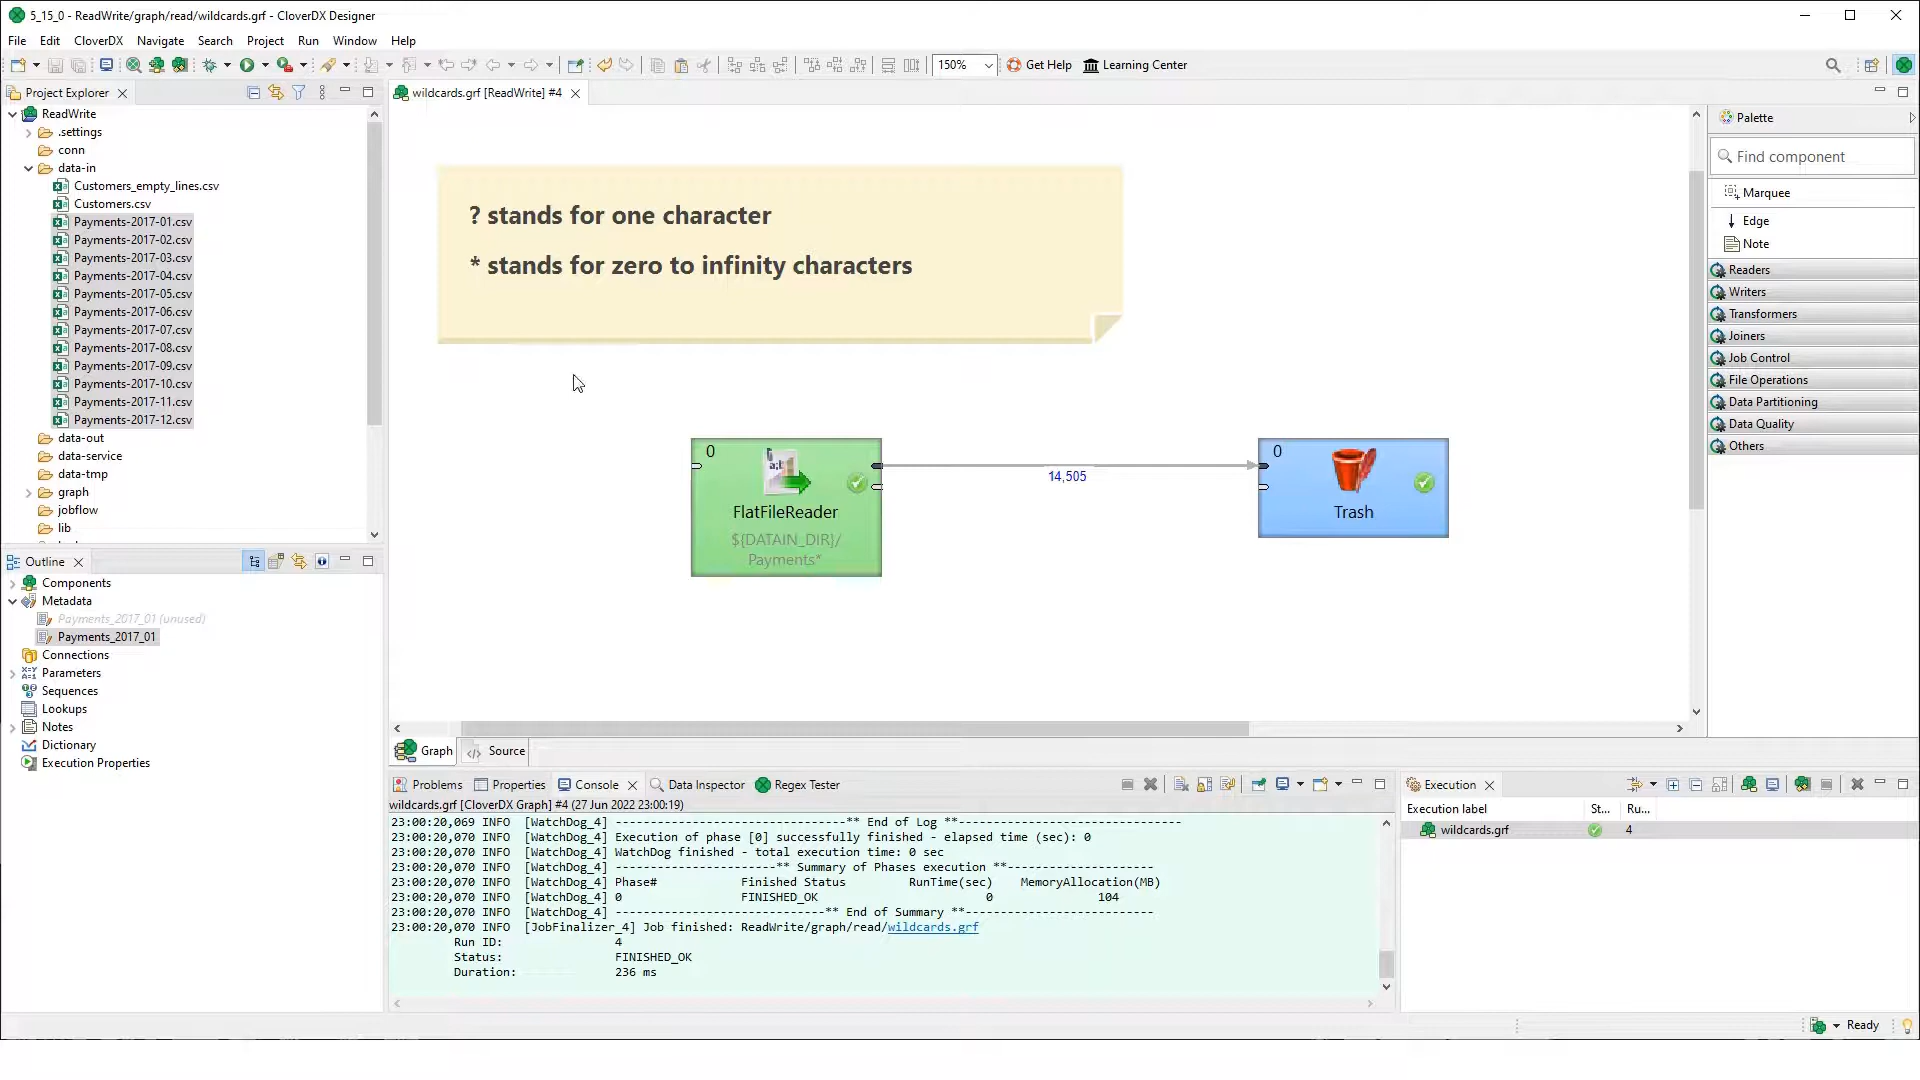 5_15_0 - ReadWrite/graph/read/wildcards.grf - CloverDX Designer
File Edit CloverDX Navigate Search Project Run Window Help
150% Get Help Learning Center
Project Explorer
ReadWrite
.settings
conn
data-in
Customers_empty_lines.csv
Customers.csv
Payments-2017-01.csv
Payments-2017-02.csv
Payments-2017-03.csv
Payments-2017-04.csv
Payments-2017-05.csv
Payments-2017-06.csv
Payments-2017-07.csv
Payments-2017-08.csv
Payments-2017-09.csv
Payments-2017-10.csv
Payments-2017-11.csv
Payments-2017-12.csv
data-out
data-service
data-tmp
graph
jobflow
lib
Outline
Components
Metadata
Payments_2017_01 (unused)
Payments_2017_01
Connections
Parameters
Sequences
Lookups
Notes
Dictionary
Execution Properties
wildcards.grf [ReadWrite] #4
? stands for one character
* stands for zero to infinity characters
0
FlatFileReader
${DATAIN_DIR}/
Payments*
14,505
0
Trash
Graph Source
Palette
Find component
Marquee
Edge
Note
Readers
Writers
Transformers
Joiners
Job Control
File Operations
Data Partitioning
Data Quality
Others
Problems Properties Console Data Inspector Regex Tester
wildcards.grf [CloverDX Graph] #4 (27 Jun 2022 23:00:19)
23:00:20,069 INFO [WatchDog_4] -------------------------------** End of Log **------------------------------
23:00:20,070 INFO [WatchDog_4] Execution of phase [0] successfully finished - elapsed time (sec): 0
23:00:20,070 INFO [WatchDog_4] WatchDog finished - total execution time: 0 sec
23:00:20,070 INFO [WatchDog_4] ----------------------** Summary of Phases execution **--------------------
23:00:20,070 INFO [WatchDog_4] Phase# Finished Status RunTime(sec) MemoryAllocation(MB)
23:00:20,070 INFO [WatchDog_4] 0 FINISHED_OK 0 104
23:00:20,070 INFO [WatchDog_4] ----------------------------** End of Summary **---------------------------
23:00:20,070 INFO [JobFinalizer_4] Job finished: ReadWrite/graph/read/wildcards.grf
Run ID: 4
Status: FINISHED_OK
Duration: 236 ms
Execution
Execution label St... Ru...
wildcards.grf 4
Ready